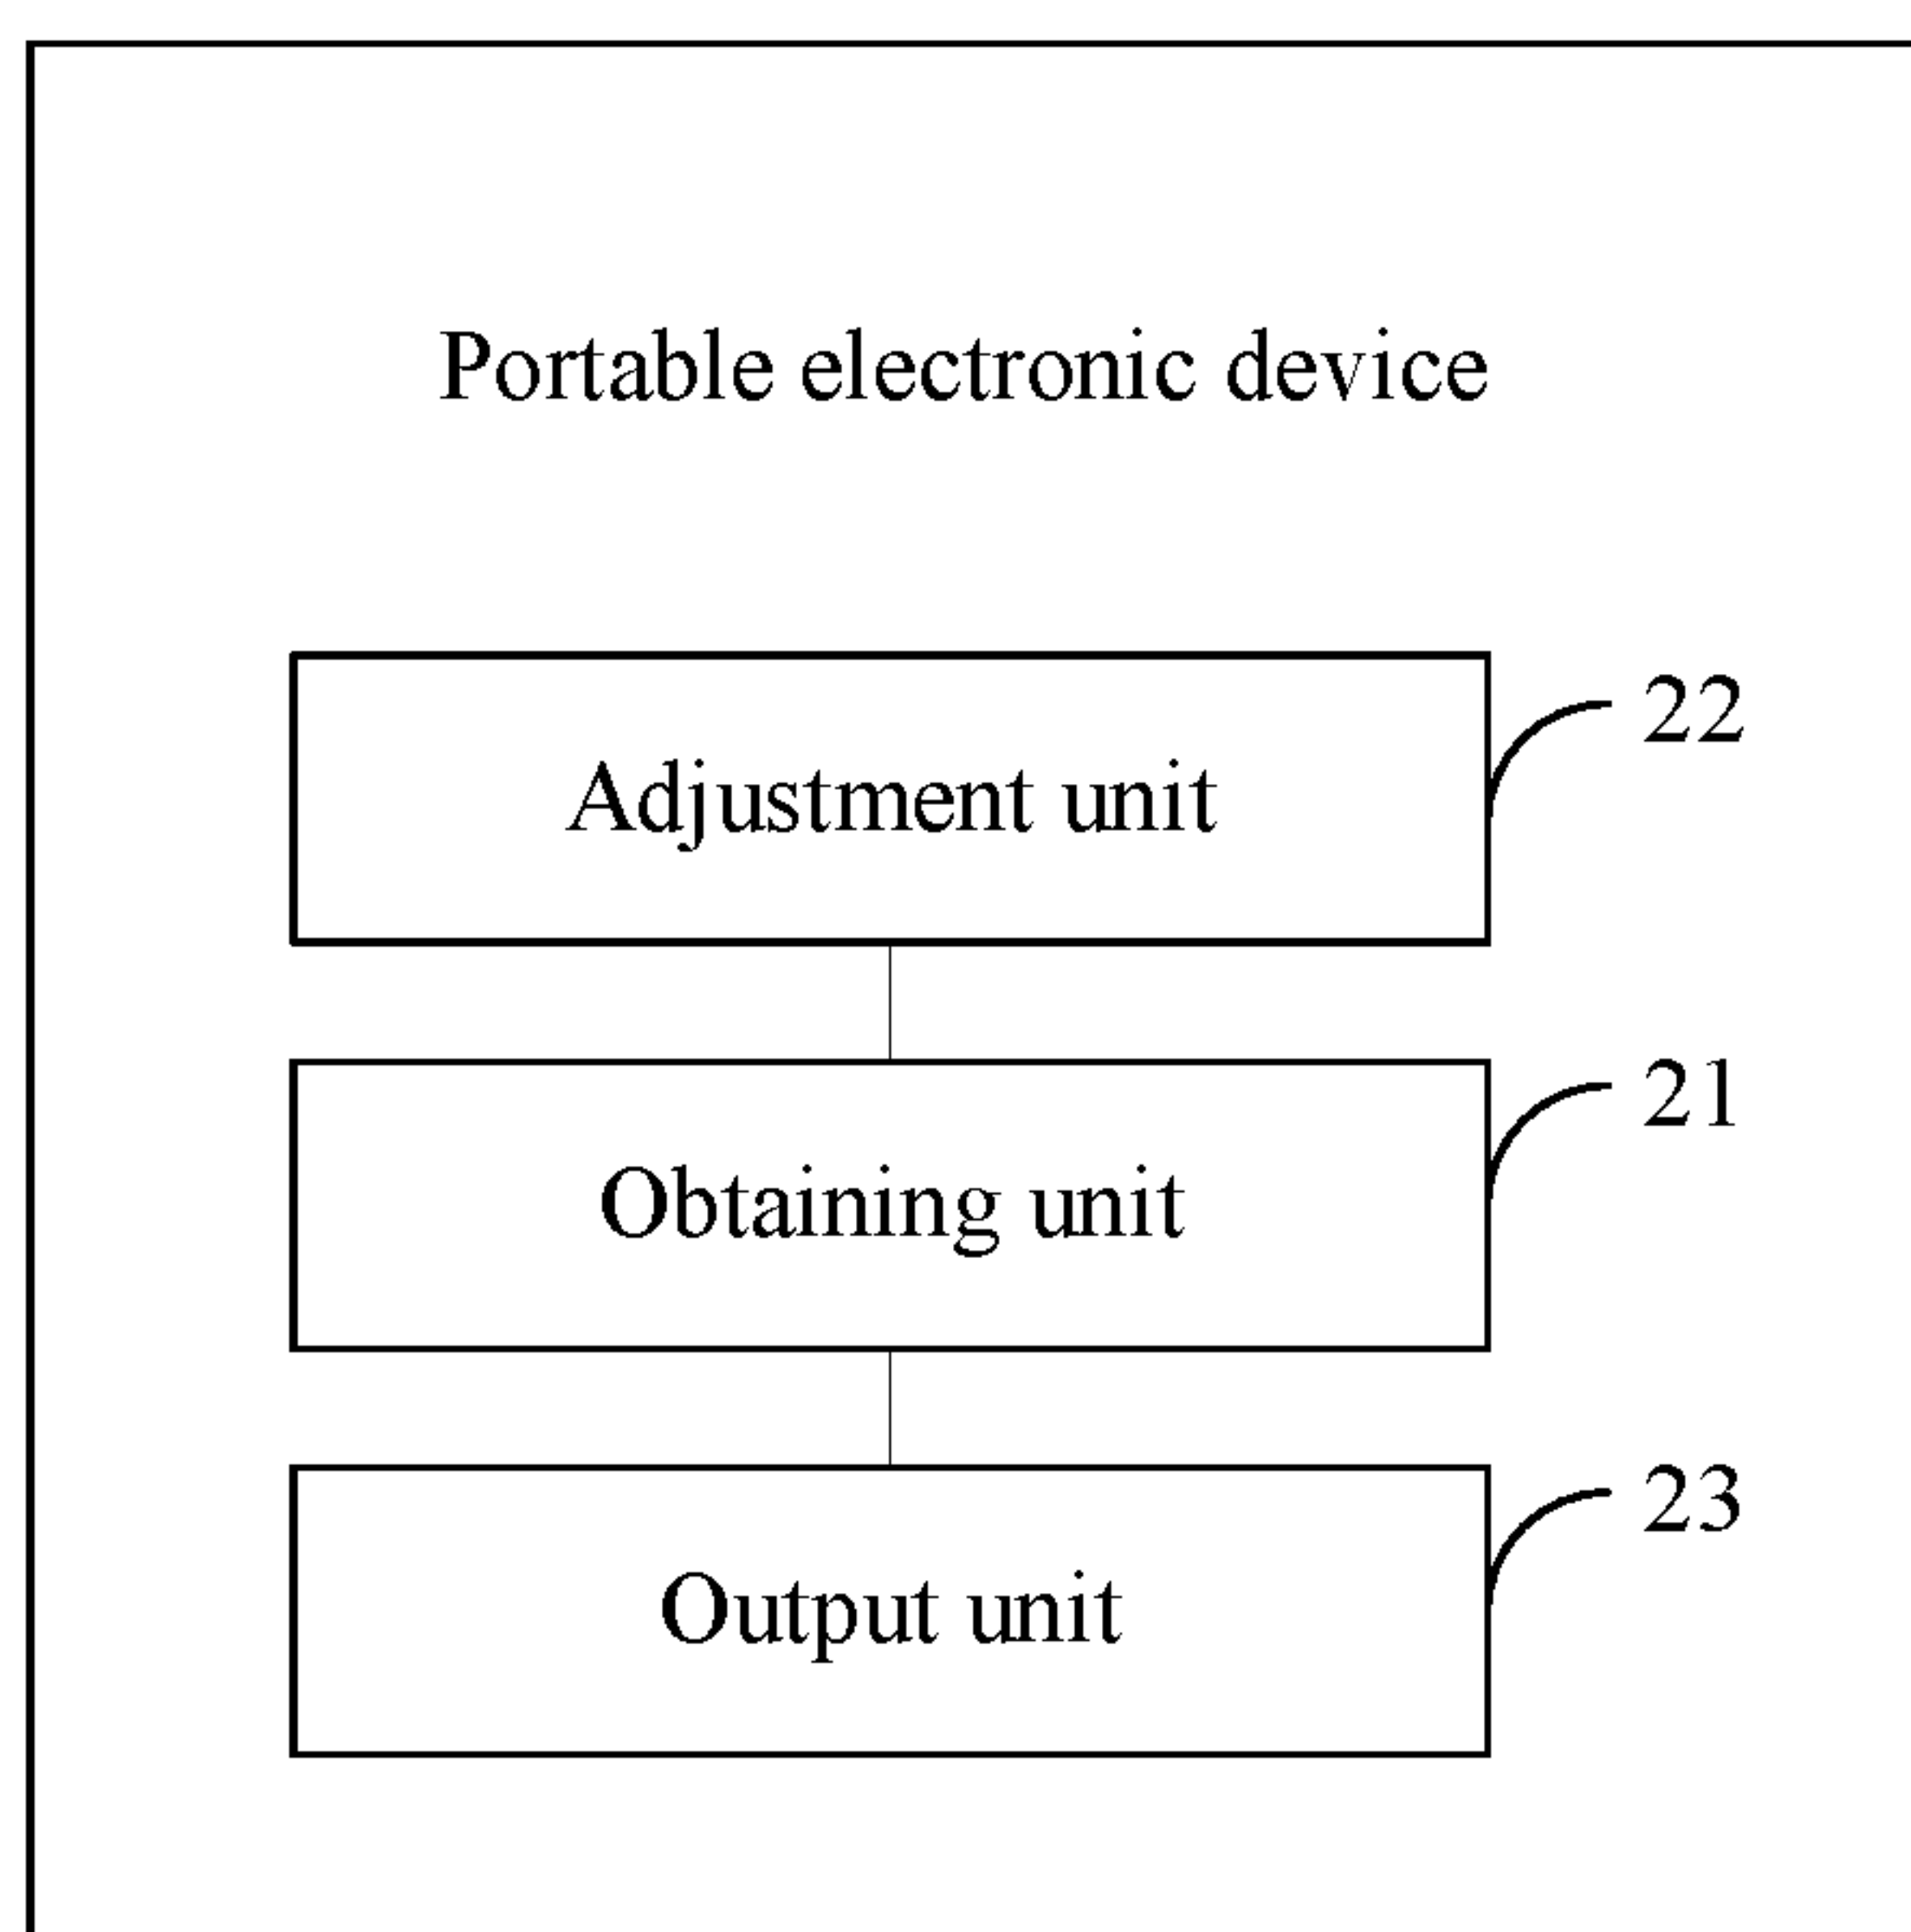 Portable electronic device
Adjustment unit
22
Obtaining unit
21
Output unit
23